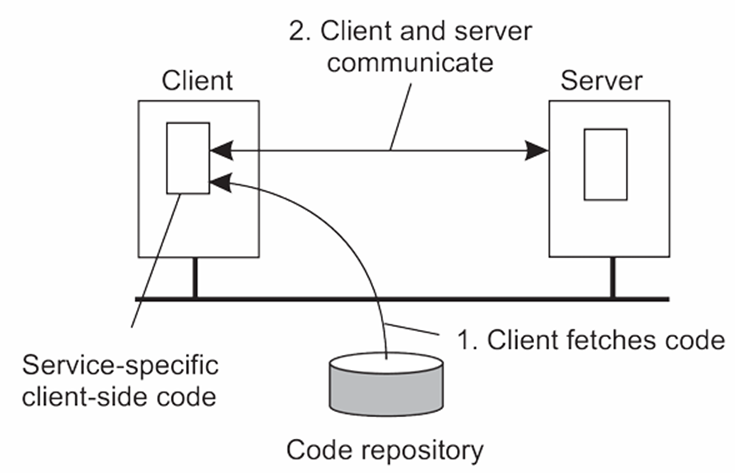 2. Client and server
communicate
Client
Server
1. Client fetches code
Service-specific
client-side code
Code repository